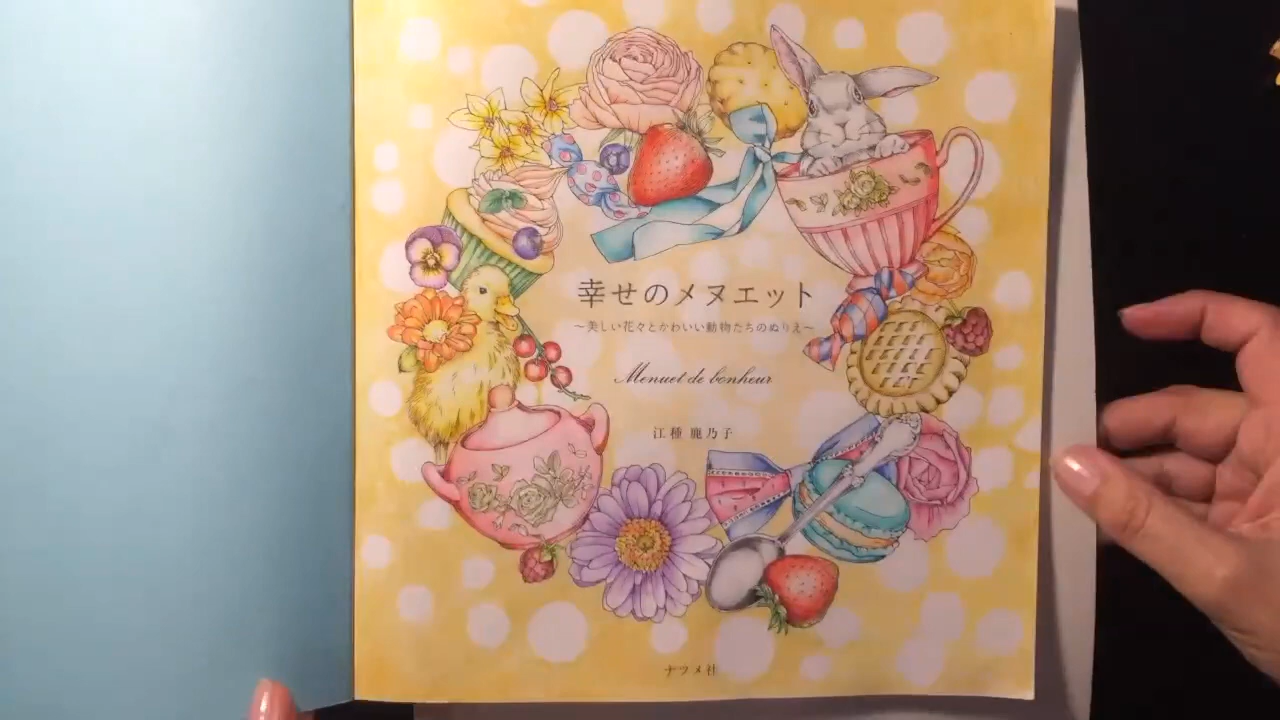 幸せのメヌエット
〜美しい花々とかわいい動物たちのぬりえ〜
Menuet de bonheur
江種 鹿乃子
ナツメ社